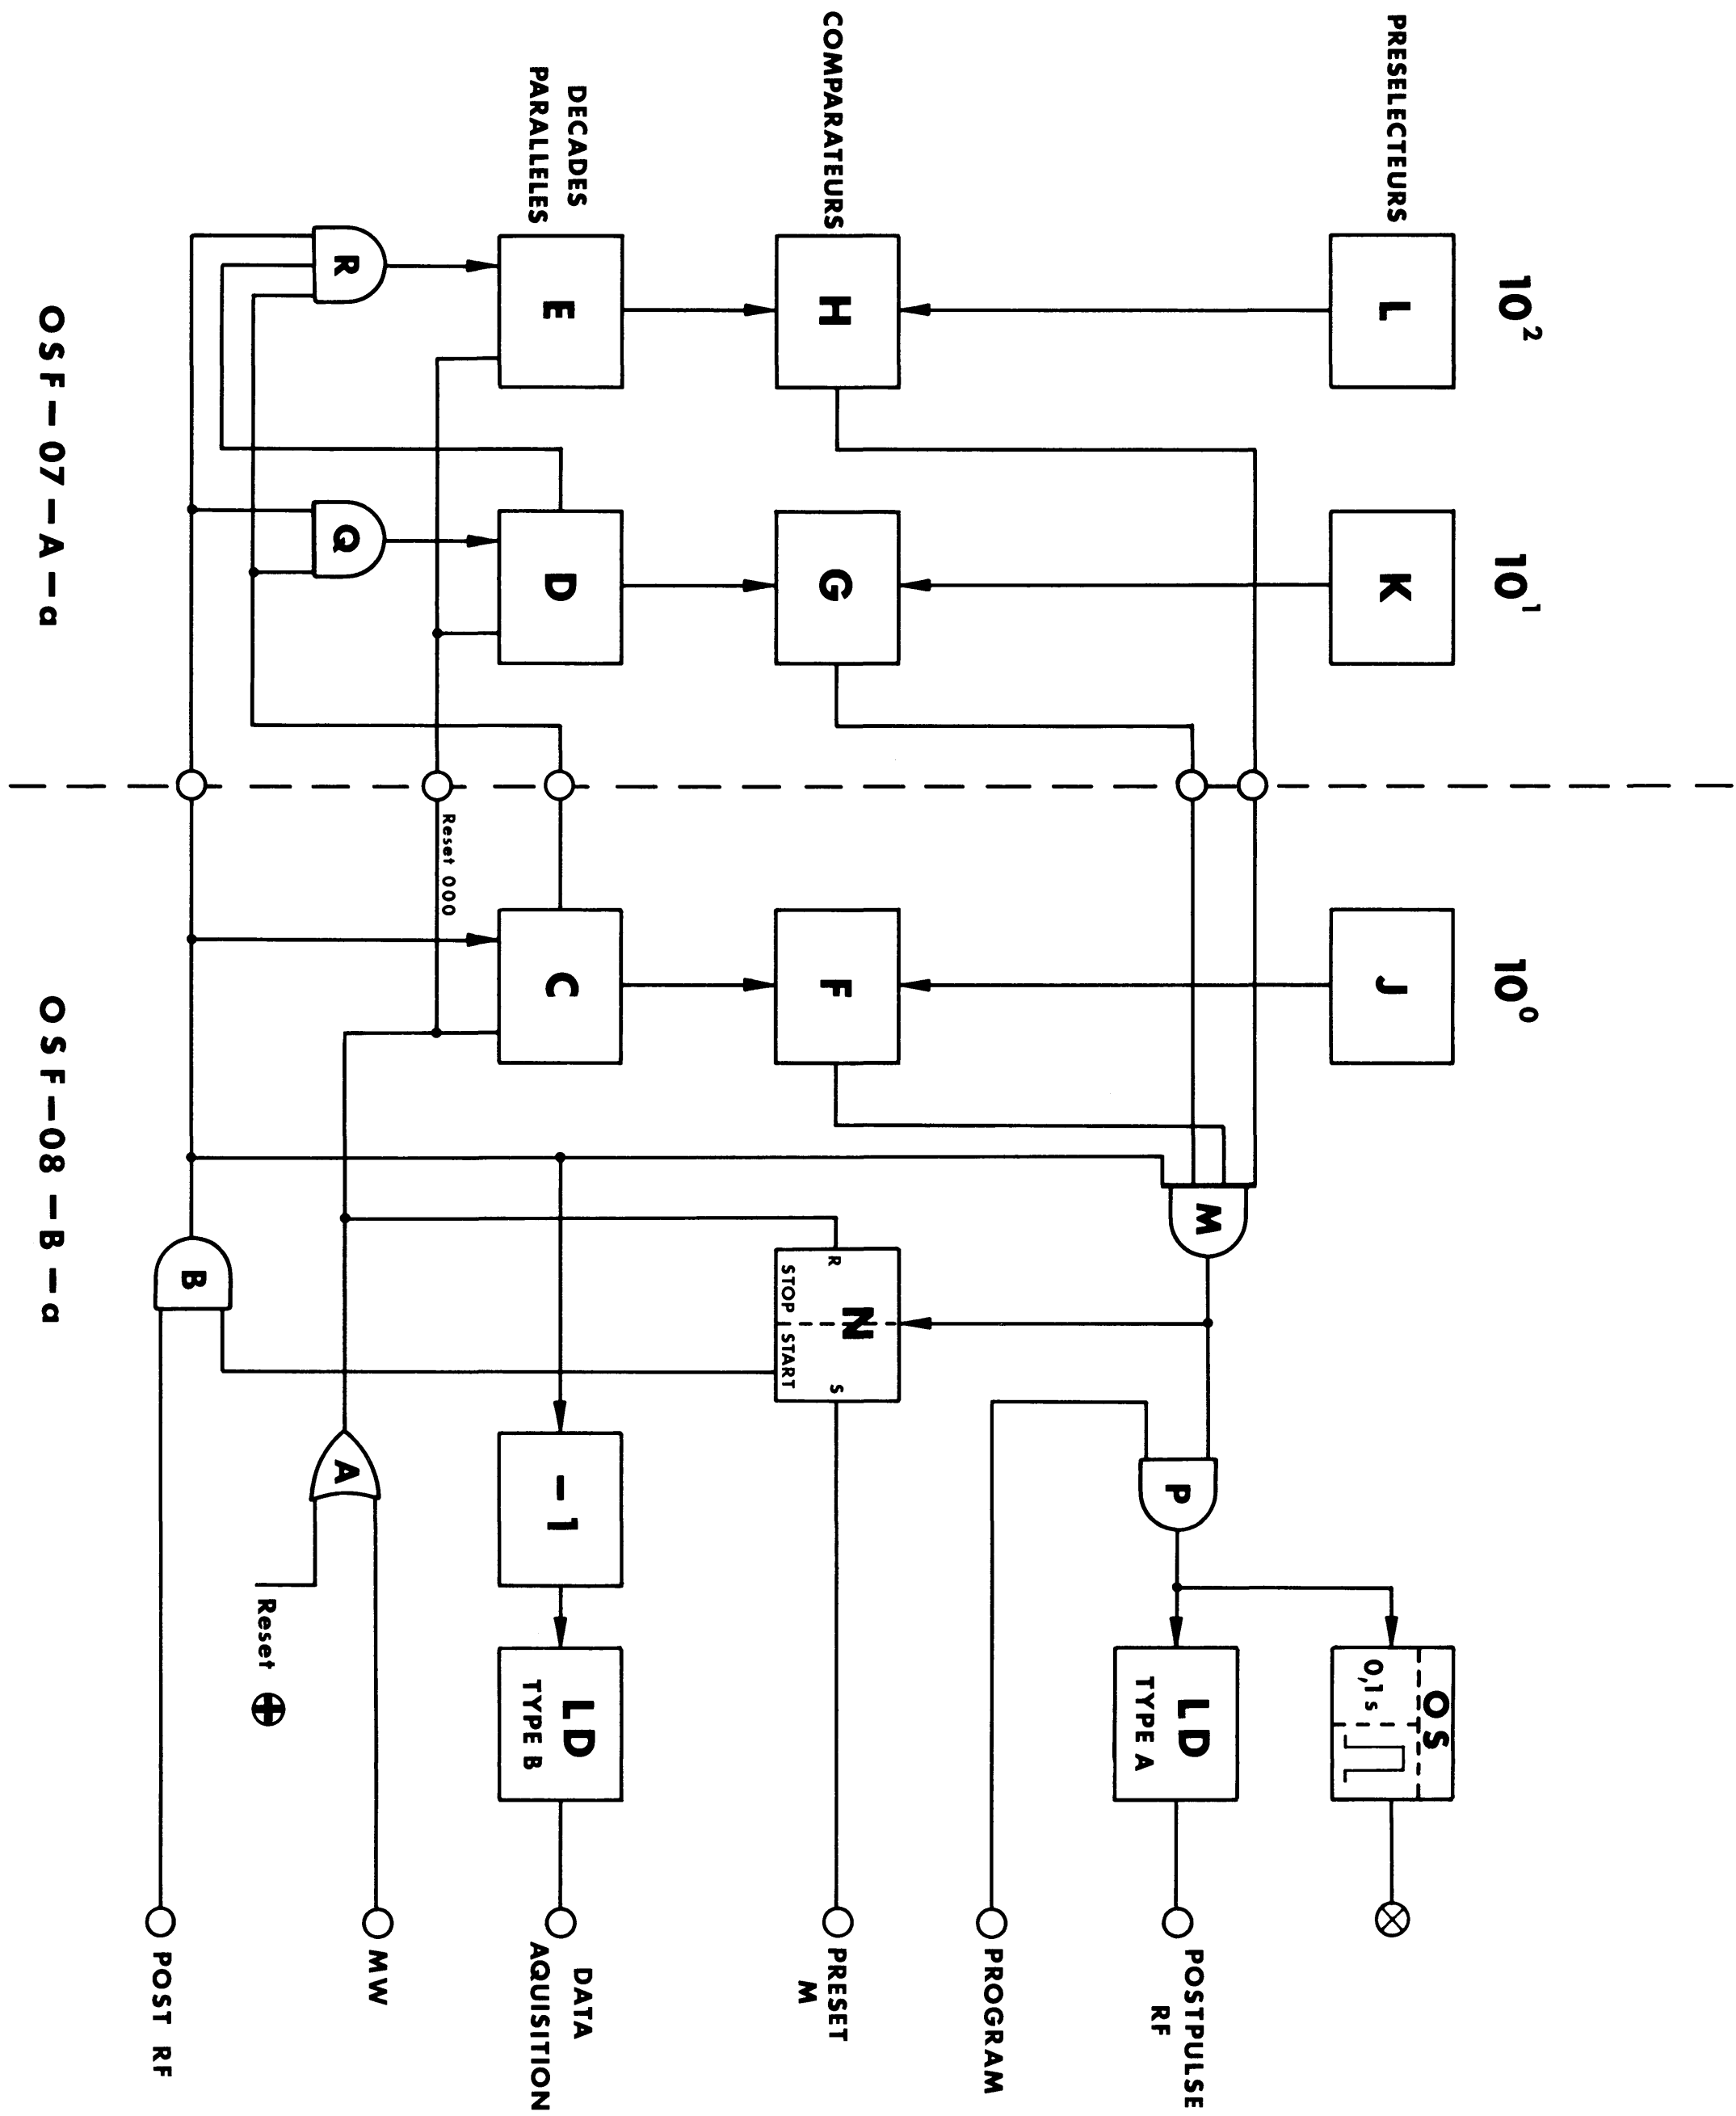 PRESELECTEURS
10²
10¹
10⁰
L
K
J
COMPARATEURS
H
G
F
DECADES
PARALLELES
E
D
C
R
Q
Reset 000
M
N
R
S
STOP
START
P
B
A
– 1
OS
0,1 s
LD
TYPE A
LD
TYPE B
Reset
POSTPULSE
RF
PROGRAM
PRESET
M
DATA
AQUISITION
MW
POST RF
OSF – 07 – A – a
OSF – 08 – B – a